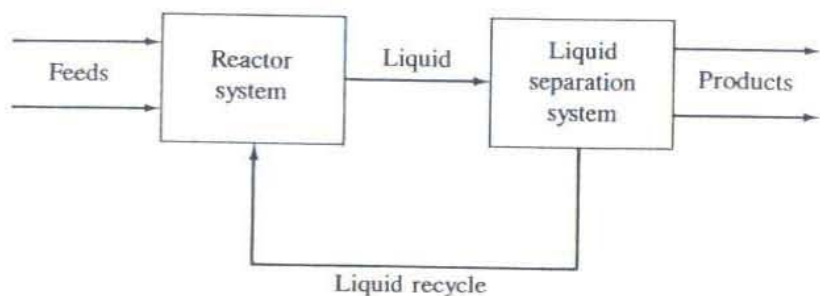 Feeds
Reactor
system
Liquid
Liquid
separation
system
Products
Liquid recycle